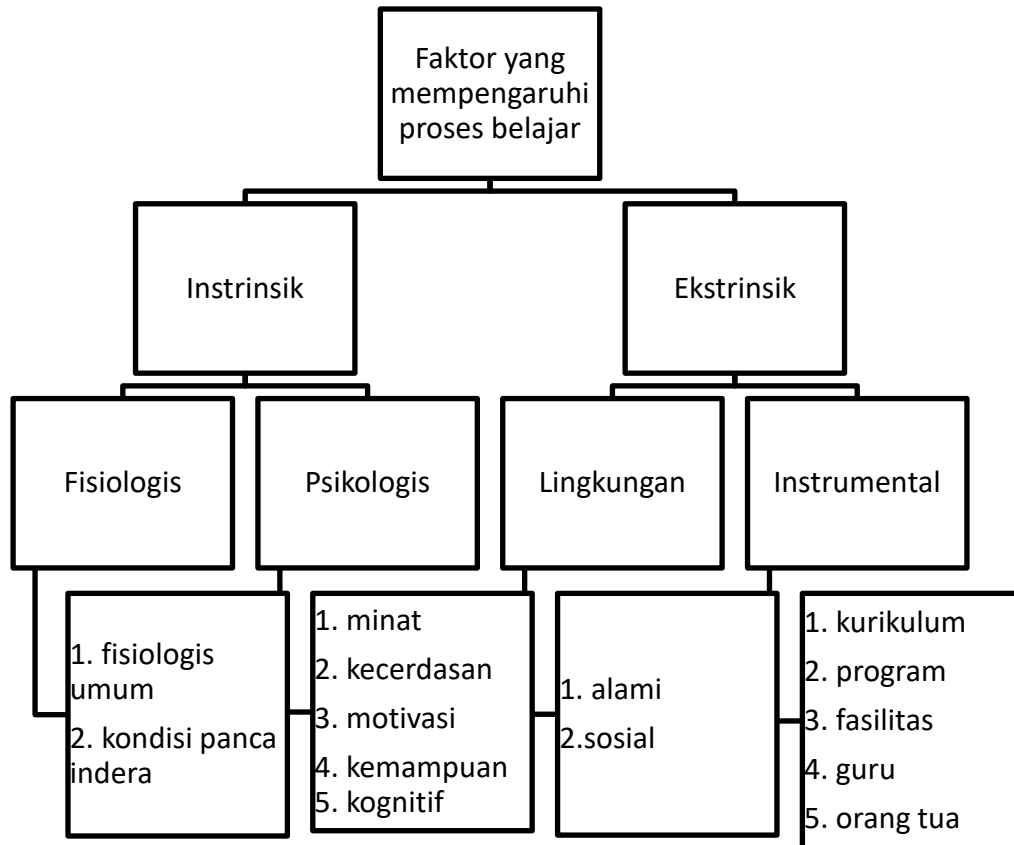 Faktor yang
mempengaruhi
proses belajar
Instrinsik
Ekstrinsik
Fisiologis
Psikologis
Lingkungan
Instrumental
1. fisiologis
umum
2. kondisi panca
indera
1. minat
2. kecerdasan
3. motivasi
4. kemampuan
5. kognitif
1. alami
2.sosial
1. kurikulum
2. program
3. fasilitas
4. guru
5. orang tua